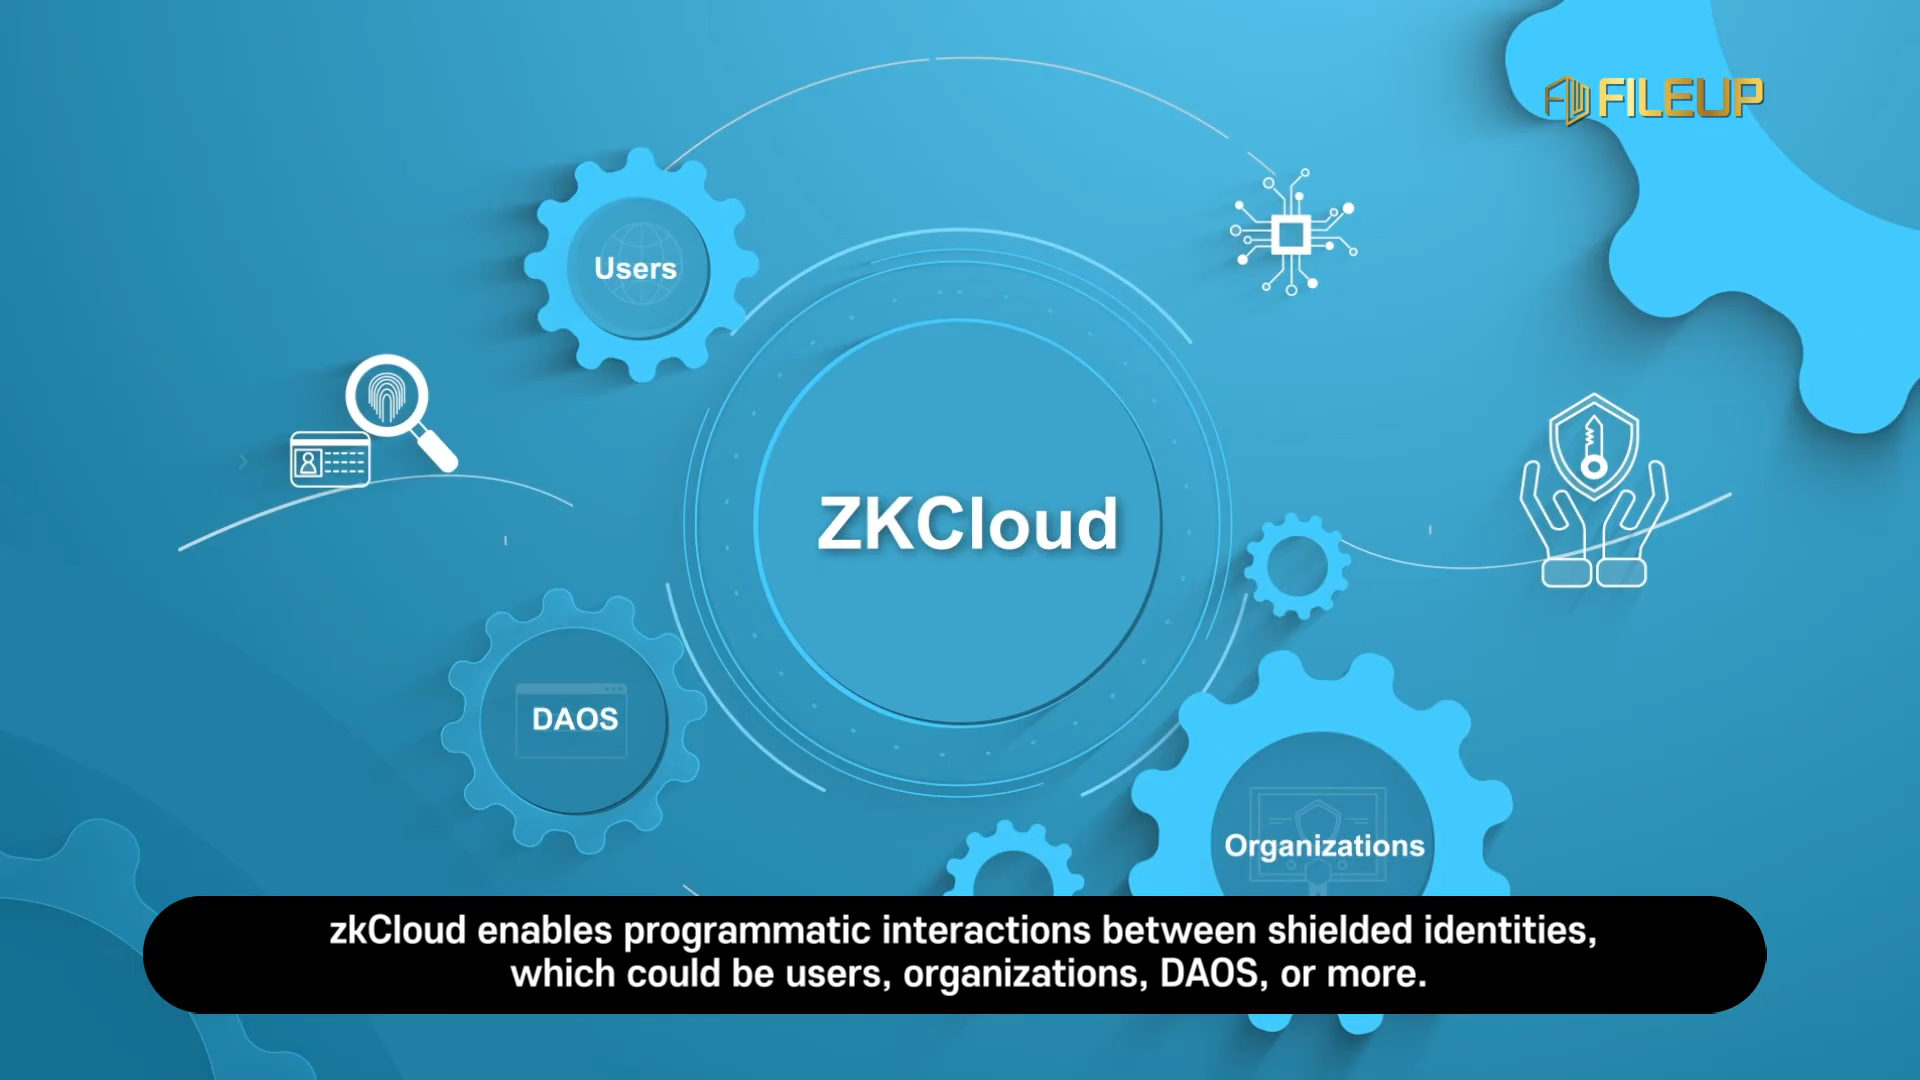 FILEUP
Users
ZKCloud
DAOS
Organizations
zkCloud enables programmatic interactions between shielded identities,
which could be users, organizations, DAOS, or more.